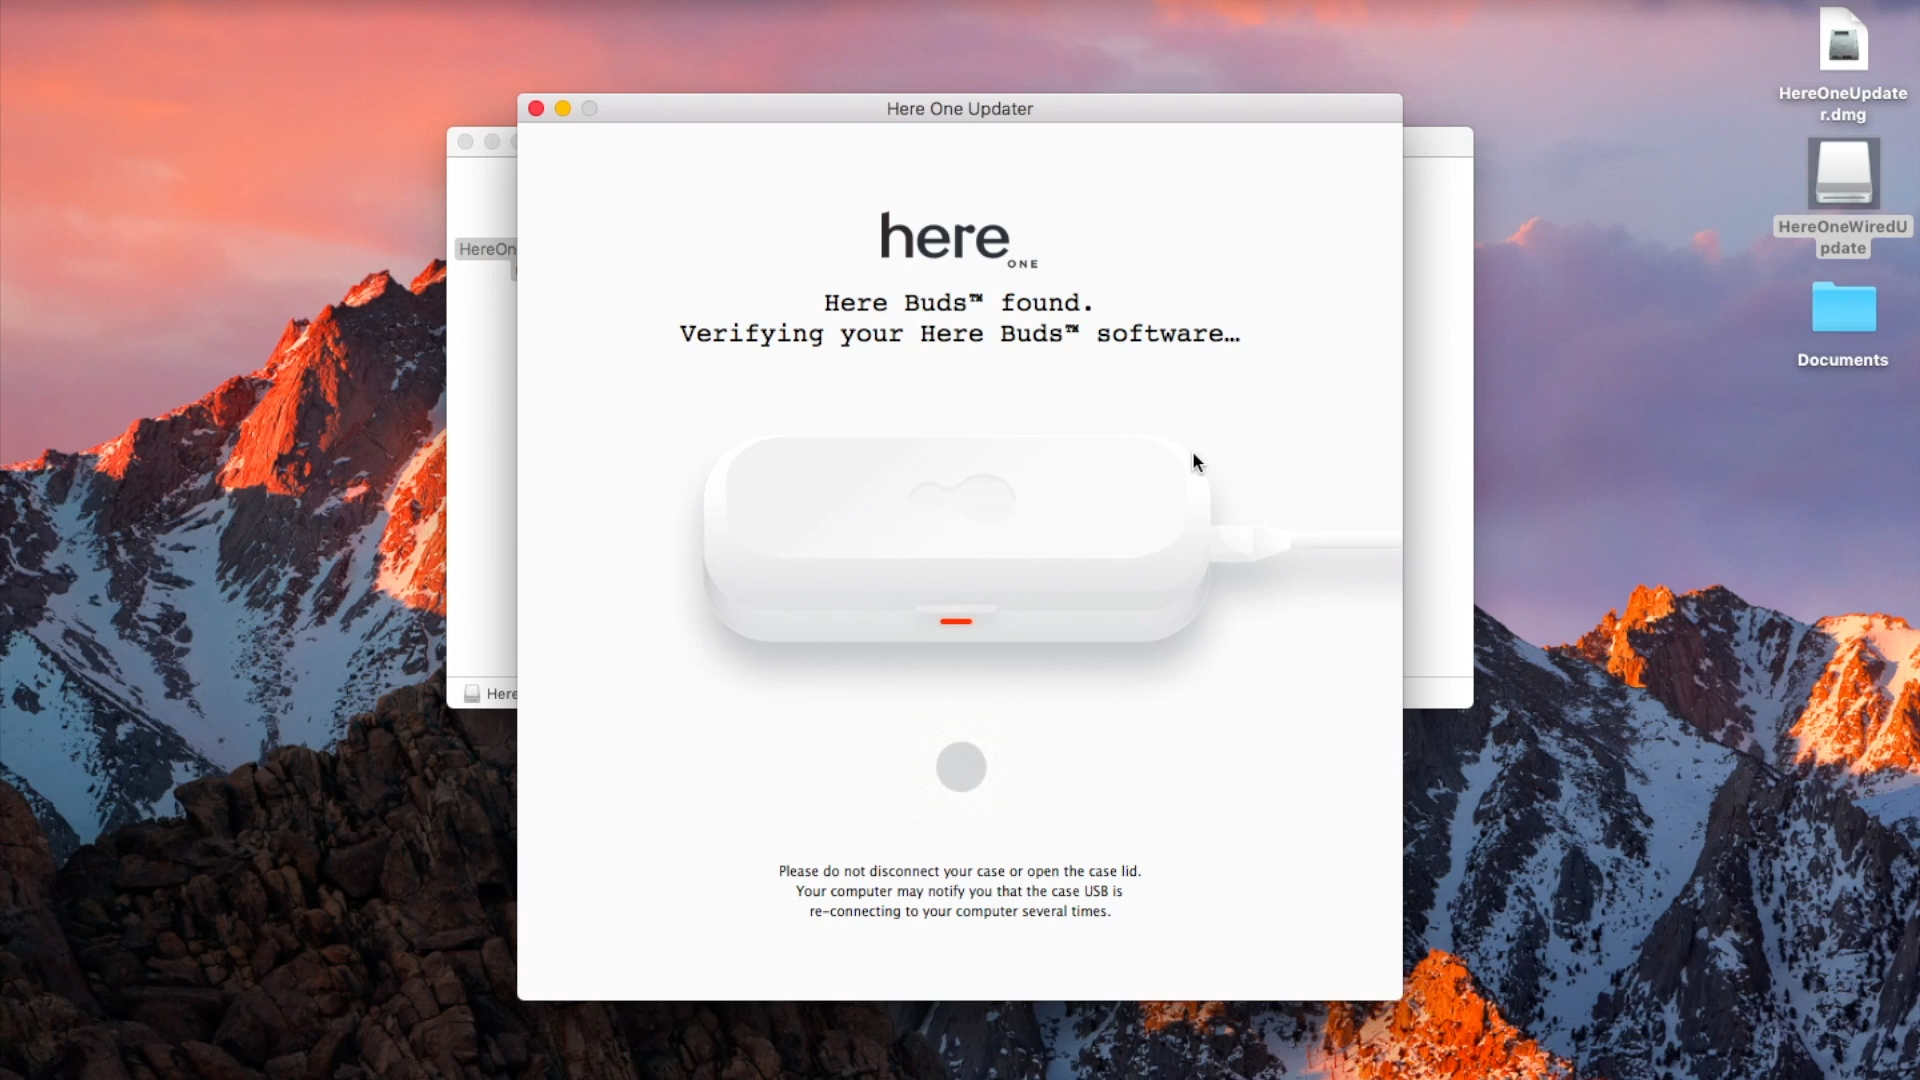 Here One Updater
HereOneUpdate
r.dmg
HereOneWiredU
pdate
Documents
HereOn
Here
here
ONE
Here Buds™ found.
Verifying your Here Buds™ software…
Please do not disconnect your case or open the case lid.
Your computer may notify you that the case USB is
re-connecting to your computer several times.